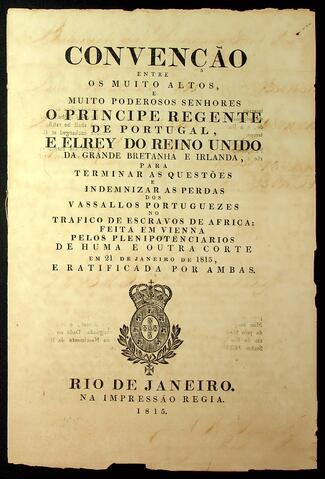 CONVENCÃO
ENTRE
OS MUITO ALTOS,
E
MUITO PODEROSOS SENHORES
O PRINCIPE REGENTE
DE PORTUGAL,
E ELREY DO REINO UNIDO
DA GRANDE BRETANHA E IRLANDA,
PARA
TERMINAR AS QUESTÕES
E
INDEMNIZAR AS PERDAS
DOS
VASSALLOS PORTUGUEZES
NO
TRAFICO DE ESCRAVOS DE AFRICA;
FEITA EM VIENNA
PELOS PLENIPOTENCIARIOS
DE HUMA E OUTRA CORTE
EM 21 DE JANEIRO DE 1815,
E RATIFICADA POR AMBAS.
RIO DE JANEIRO.
NA IMPRESSÃO REGIA.
1815.